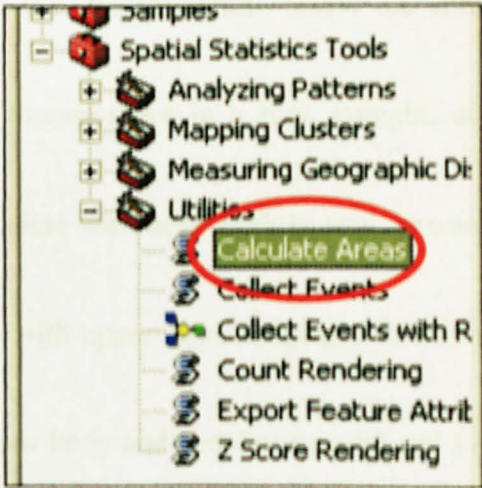 Samples
Spatial Statistics Tools
Analyzing Patterns
Mapping Clusters
Measuring Geographic Di
Utilities
Calculate Areas
Collect Events
Collect Events with R
Count Rendering
Export Feature Attrib
Z Score Rendering